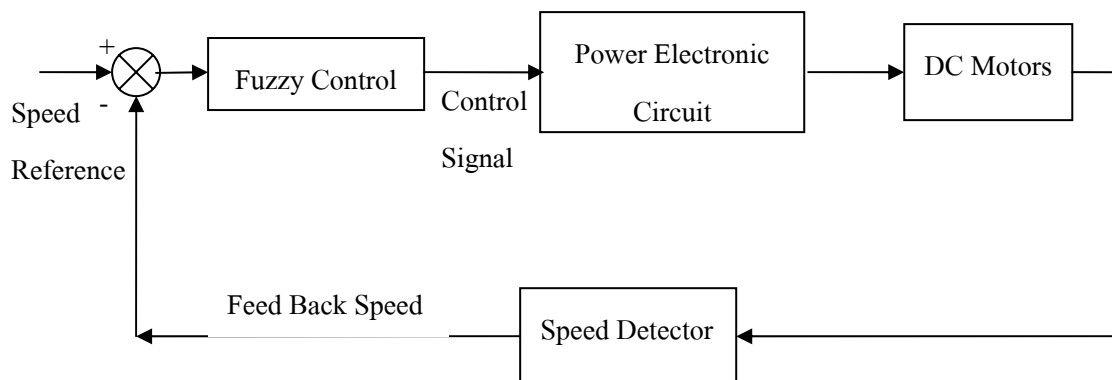 +
-
Speed
Reference
Fuzzy Control
Control
Signal
Power Electronic
Circuit
DC Motors
Feed Back Speed
Speed Detector